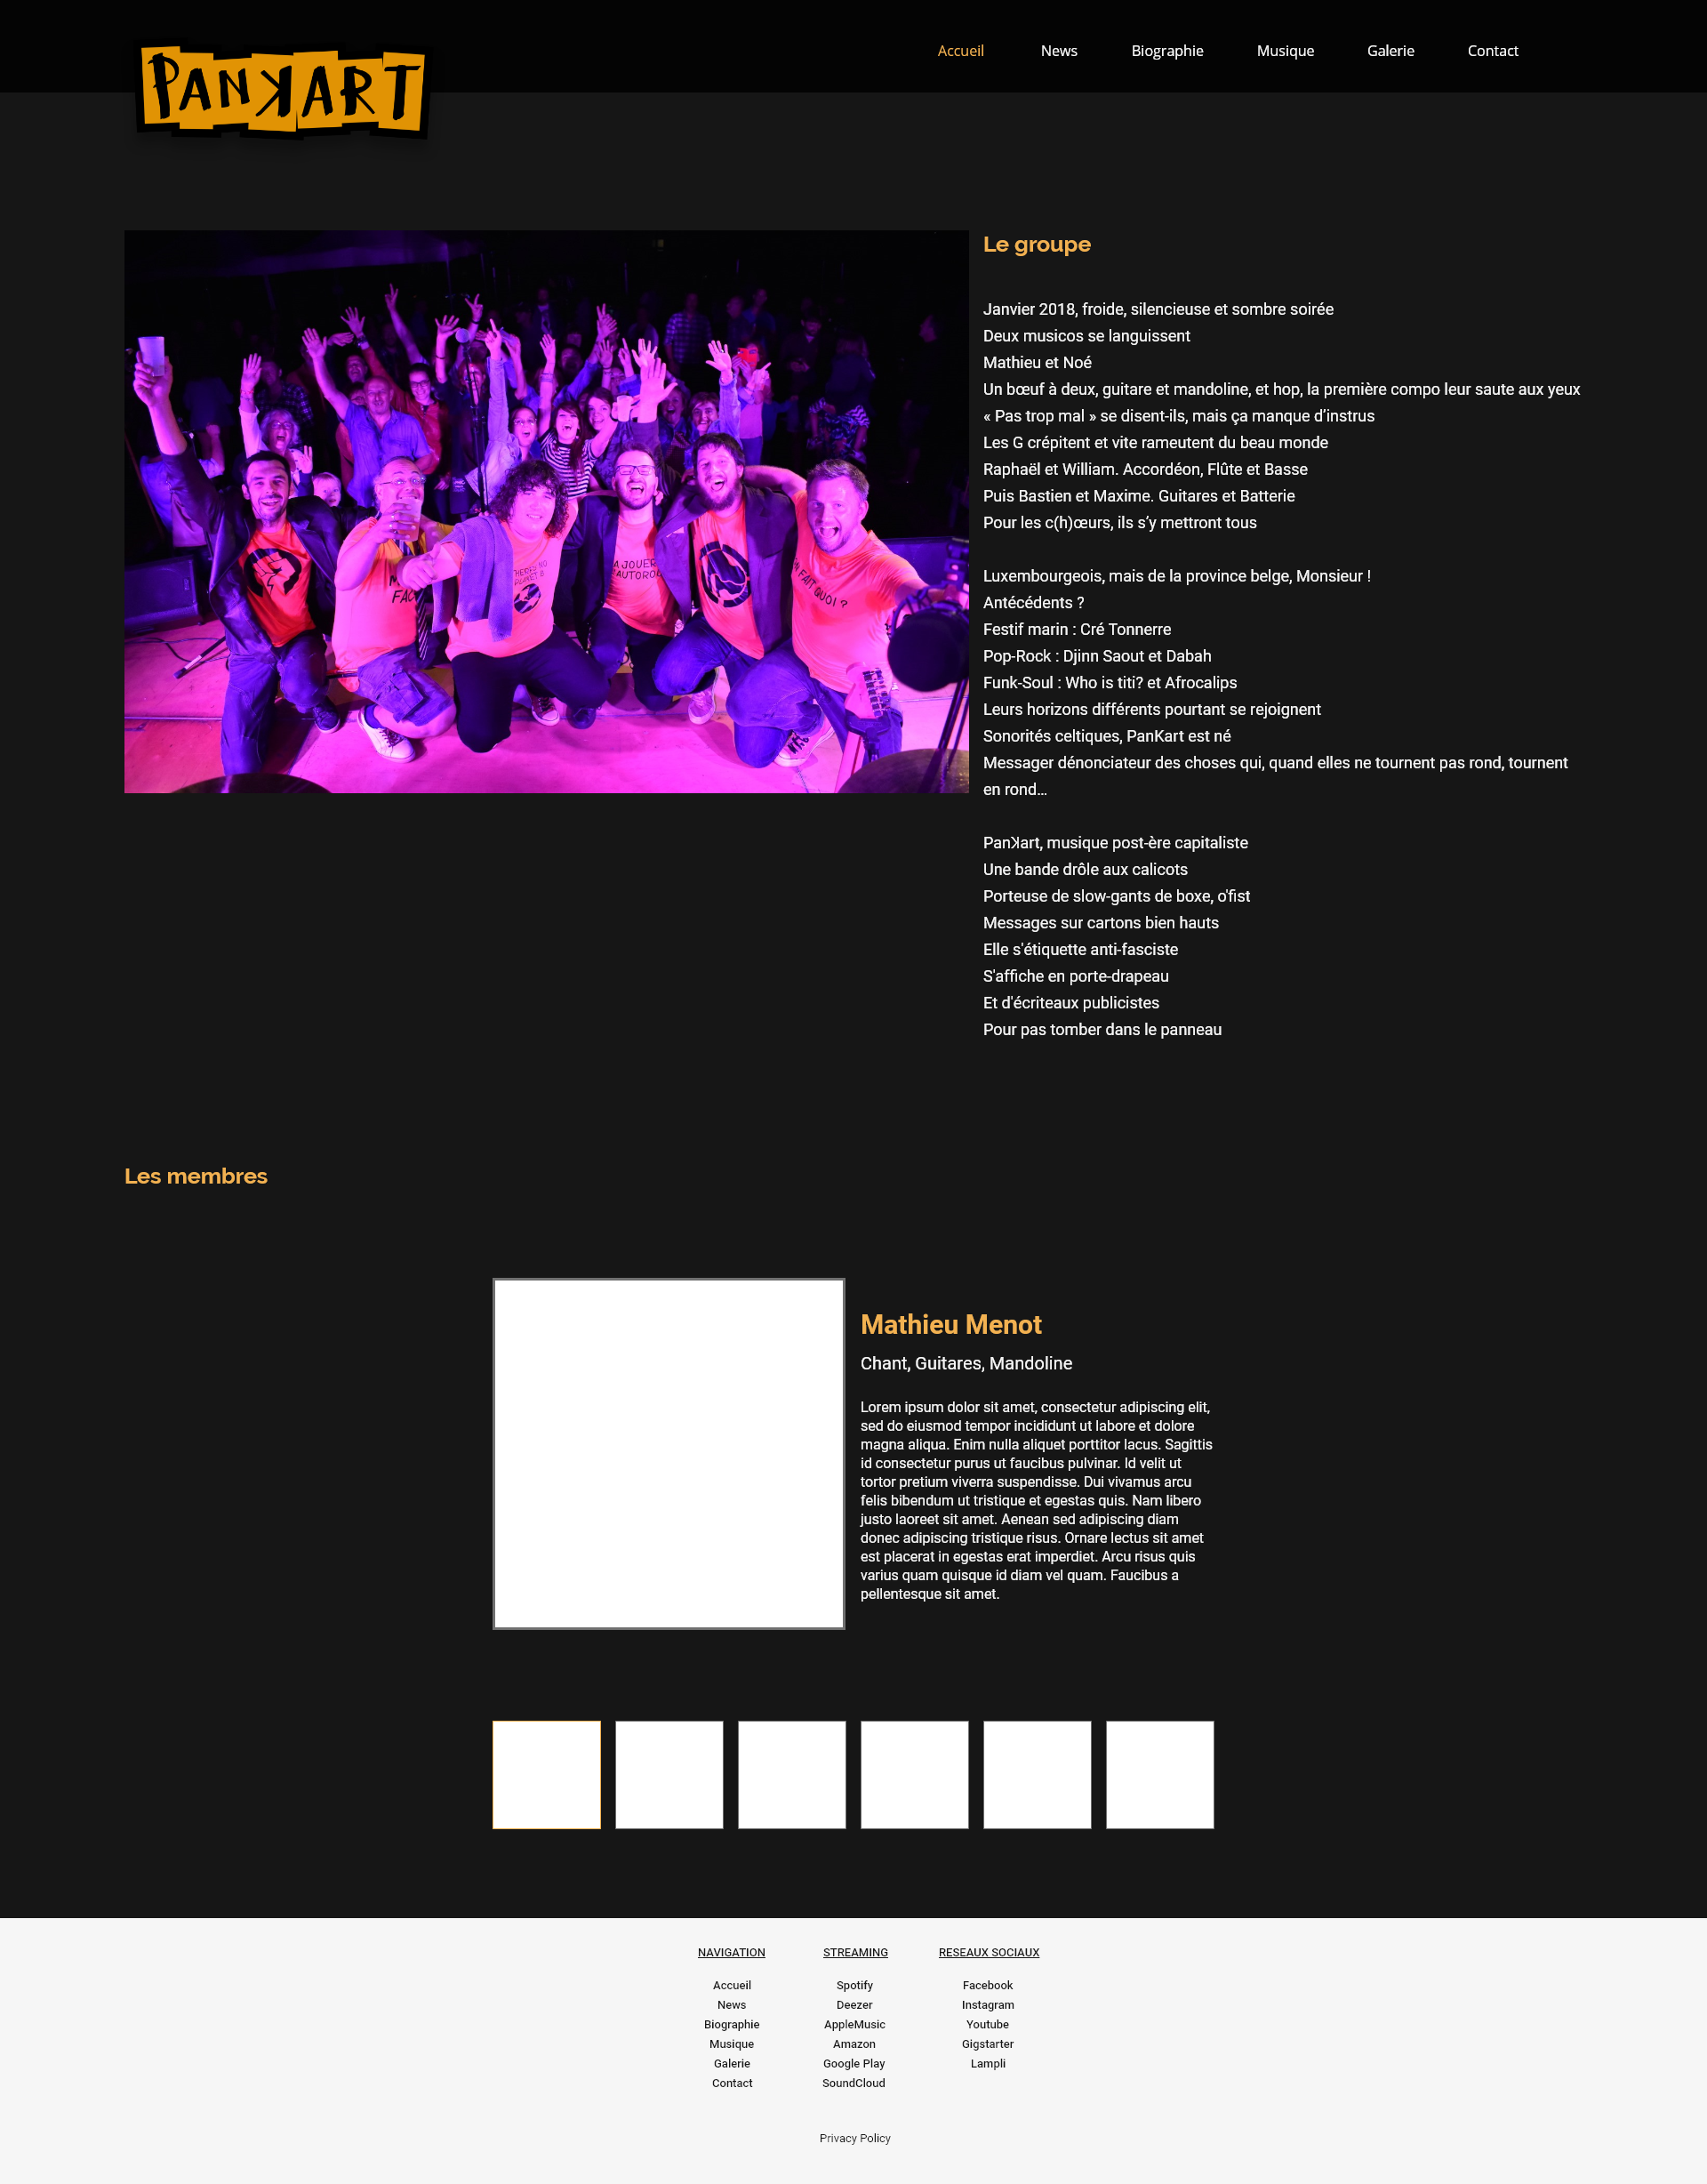 PANKART
Accueil
News
Biographie
Musique
Galerie
Contact
Le groupe
Janvier 2018, froide, silencieuse et sombre soirée
Deux musicos se languissent
Mathieu et Noé
Un bœuf à deux, guitare et mandoline, et hop, la première compo leur saute aux yeux
« Pas trop mal » se disent-ils, mais ça manque d’instrus
Les G crépitent et vite rameutent du beau monde
Raphaël et William. Accordéon, Flûte et Basse
Puis Bastien et Maxime. Guitares et Batterie
Pour les c(h)œurs, ils s’y mettront tous
Luxembourgeois, mais de la province belge, Monsieur !
Antécédents ?
Festif marin : Cré Tonnerre
Pop-Rock : Djinn Saout et Dabah
Funk-Soul : Who is titi? et Afrocalips
Leurs horizons différents pourtant se rejoignent
Sonorités celtiques, PanKart est né
Messager dénonciateur des choses qui, quand elles ne tournent pas rond, tournent
en rond…
PanꓘArt, musique post-ère capitaliste
Une bande drôle aux calicots
Porteuse de slow-gants de boxe, o'fist
Messages sur cartons bien hauts
Elle s'étiquette anti-fasciste
S'affiche en porte-drapeau
Et d'écriteaux publicistes
Pour pas tomber dans le panneau
THERE'S NO
PLANET B
A JOUER
FAIT QUOI ?
Les membres
Mathieu Menot
Chant, Guitares, Mandoline
Lorem ipsum dolor sit amet, consectetur adipiscing elit,
sed do eiusmod tempor incididunt ut labore et dolore
magna aliqua. Enim nulla aliquet porttitor lacus. Sagittis
id consectetur purus ut faucibus pulvinar. Id velit ut
tortor pretium viverra suspendisse. Dui vivamus arcu
felis bibendum ut tristique et egestas quis. Nam libero
justo laoreet sit amet. Aenean sed adipiscing diam
donec adipiscing tristique risus. Ornare lectus sit amet
est placerat in egestas erat imperdiet. Arcu risus quis
varius quam quisque id diam vel quam. Faucibus a
pellentesque sit amet.
NAVIGATION
Accueil
News
Biographie
Musique
Galerie
Contact
STREAMING
Spotify
Deezer
AppleMusic
Amazon
Google Play
SoundCloud
RESEAUX SOCIAUX
Facebook
Instagram
Youtube
Gigstarter
Lampli
Privacy Policy